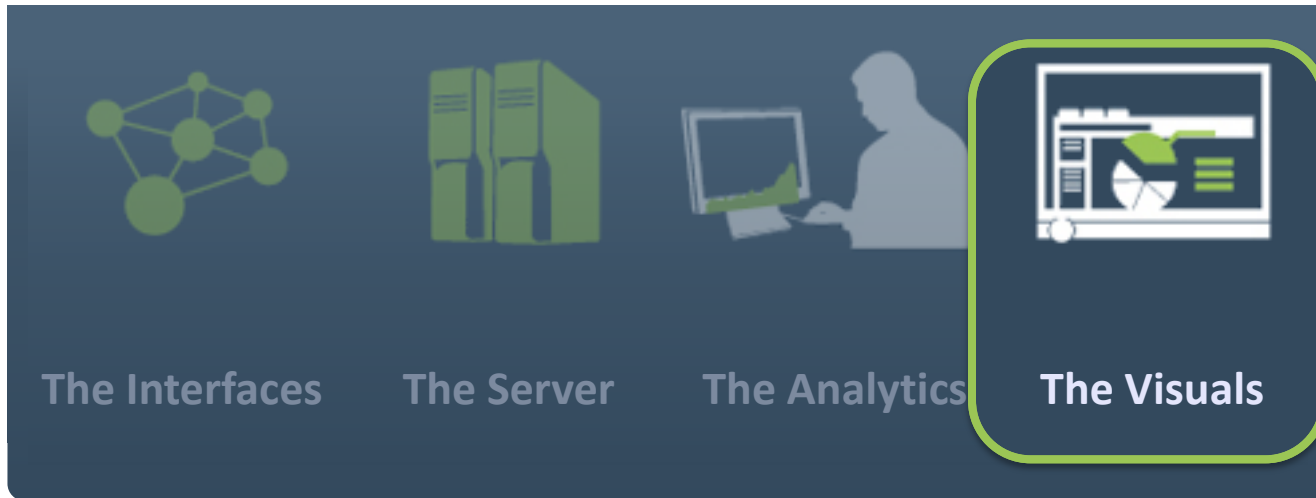 The Interfaces
The Server
The Analytics
The Visuals